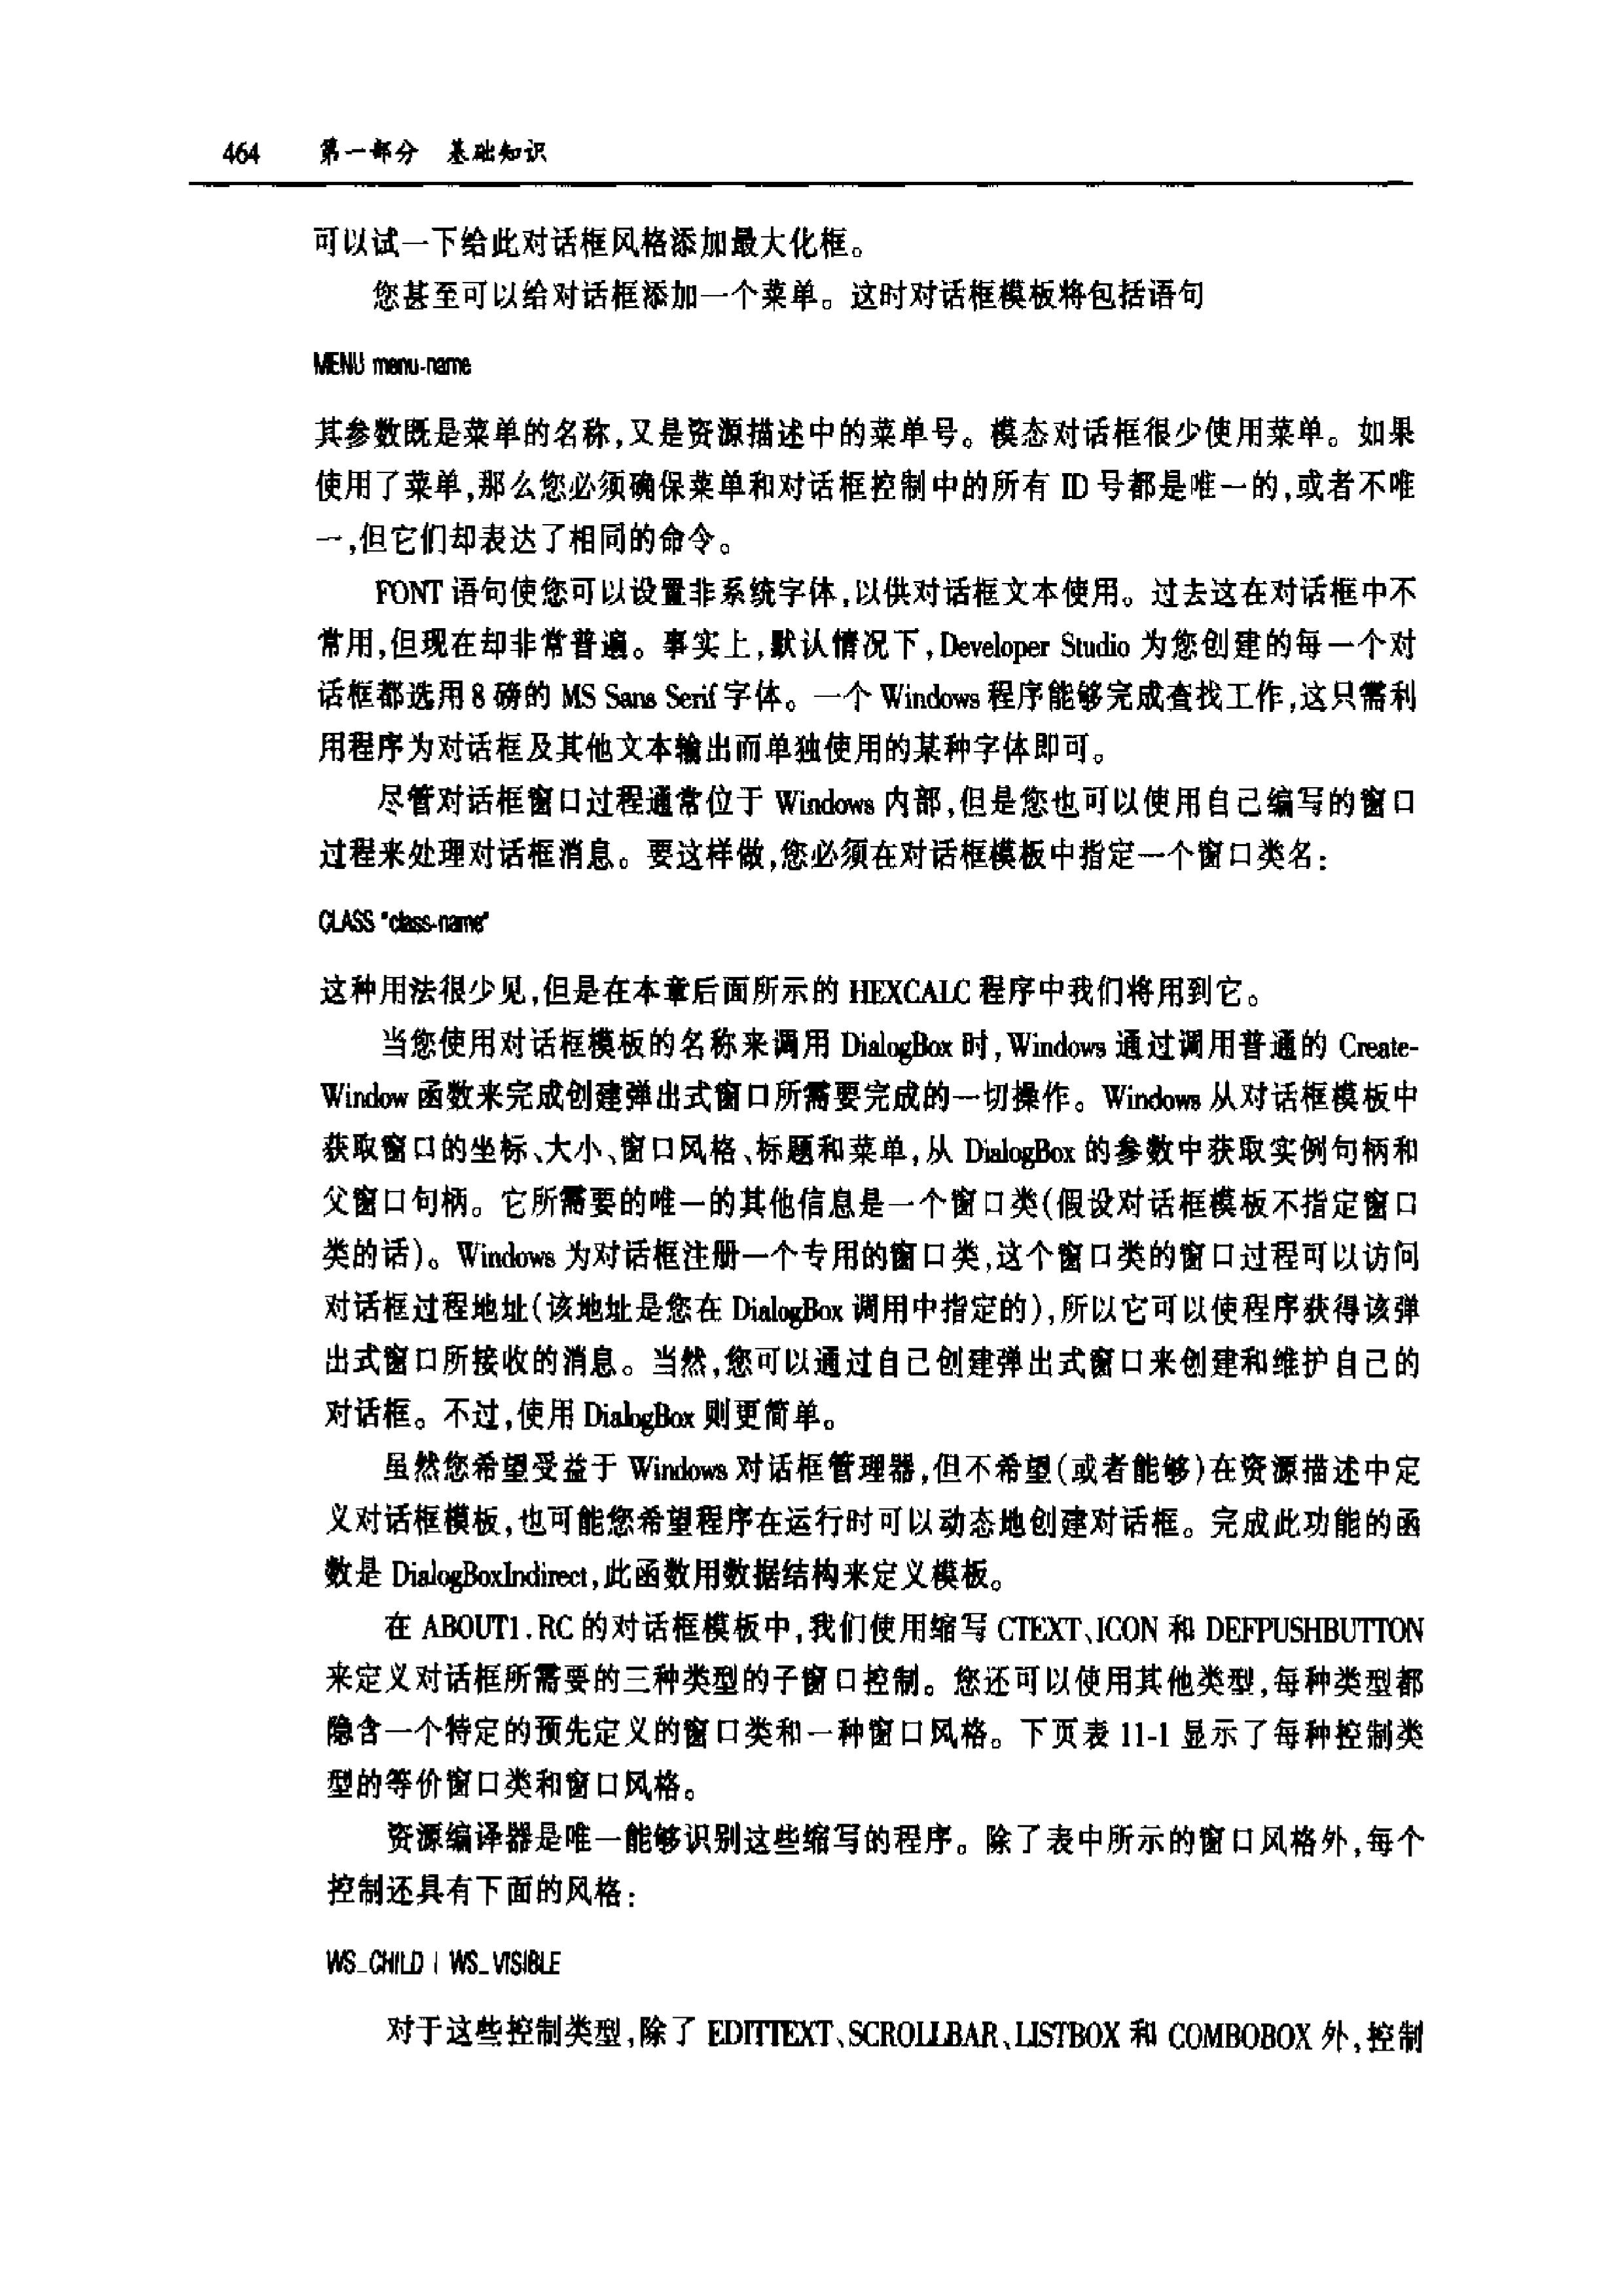 464 第一部分 基础知识
可以试一下给此对话框风格添加最大化框。
您甚至可以给对话框添加一个菜单。这时对话框模板将包括语句
MENU menu-name
其参数既是菜单的名称,又是资源描述中的菜单号。模态对话框很少使用菜单。如果
使用了菜单,那么您必须确保菜单和对话框控制中的所有 ID 号都是唯一的,或者不唯
一,但它们却表达了相同的命令。
FONT 语句使您可以设置非系统字体,以供对话框文本使用。过去这在对话框中不
常用,但现在却非常普遍。事实上,默认情况下,Developer Studio 为您创建的每一个对
话框都选用 8 磅的 MS Sans Serif 字体。一个 Windows 程序能够完成查找工作,这只需利
用程序为对话框及其他文本输出而单独使用的某种字体即可。
尽管对话框窗口过程通常位于 Windows 内部,但是您也可以使用自己编写的窗口
过程来处理对话框消息。要这样做,您必须在对话框模板中指定一个窗口类名:
CLASS "class-name"
这种用法很少见,但是在本章后面所示的 HEXCALC 程序中我们将用到它。
当您使用对话框模板的名称来调用 DialogBox 时,Windows 通过调用普通的 Create-
Window 函数来完成创建弹出式窗口所需要完成的一切操作。Windows 从对话框模板中
获取窗口的坐标、大小、窗口风格、标题和菜单,从 DialogBox 的参数中获取实例句柄和
父窗口句柄。它所需要的唯一的其他信息是一个窗口类(假设对话框模板不指定窗口
类的话)。Windows 为对话框注册一个专用的窗口类,这个窗口类的窗口过程可以访问
对话框过程地址(该地址是您在 DialogBox 调用中指定的),所以它可以使程序获得该弹
出式窗口所接收的消息。当然,您可以通过自己创建弹出式窗口来创建和维护自己的
对话框。不过,使用 DialogBox 则更简单。
虽然您希望受益于 Windows 对话框管理器,但不希望(或者能够)在资源描述中定
义对话框模板,也可能您希望程序在运行时可以动态地创建对话框。完成此功能的函
数是 DialogBoxIndirect,此函数用数据结构来定义模板。
在 ABOUT1.RC 的对话框模板中,我们使用缩写 CTEXT、ICON 和 DEFPUSHBUTTON
来定义对话框所需要的三种类型的子窗口控制。您还可以使用其他类型,每种类型都
隐含一个特定的预先定义的窗口类和一种窗口风格。下页表 11-1 显示了每种控制类
型的等价窗口类和窗口风格。
资源编译器是唯一能够识别这些缩写的程序。除了表中所示的窗口风格外,每个
控制还具有下面的风格:
WS_CHILD | WS_VISIBLE
对于这些控制类型,除了 EDITTEXT、SCROLLBAR、LISTBOX 和 COMBOBOX 外,控制